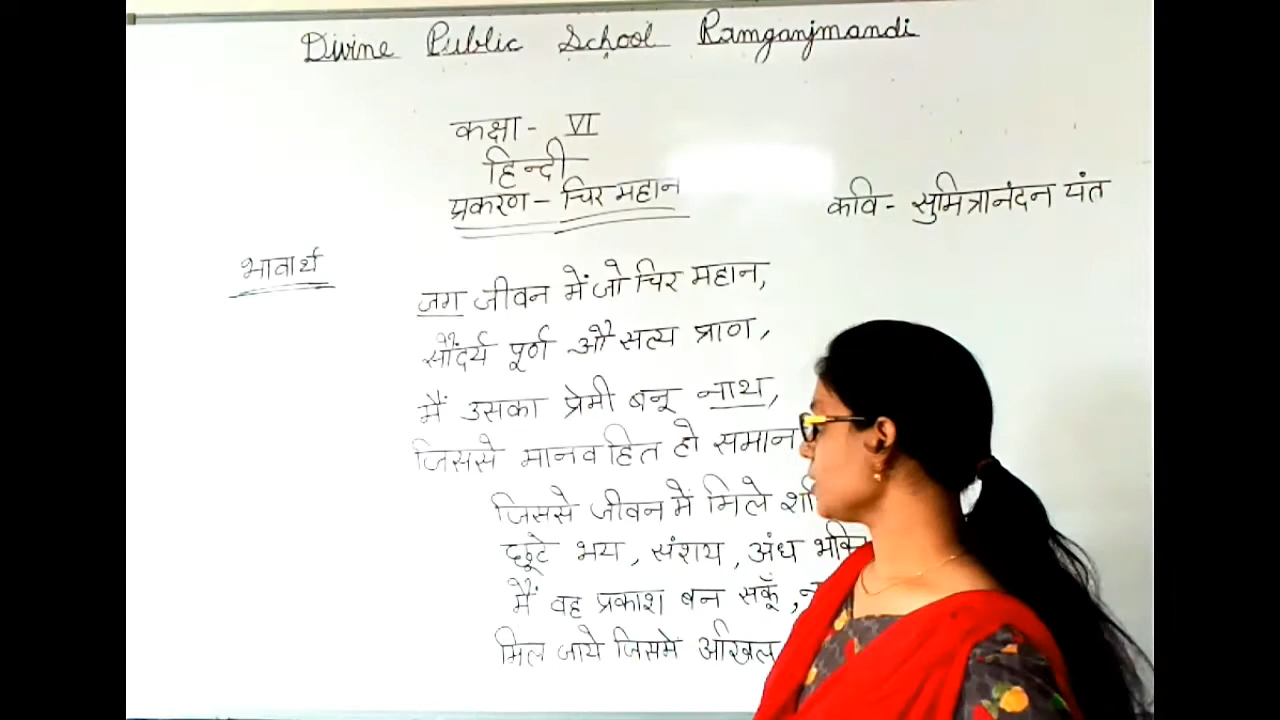 Divine Public School Ramganjmandi
कक्षा - VI
हिन्दी
प्रकरण - चिर महान
कवि - सुमित्रानंदन पंत
भावार्थ
जग जीवन में जो चिर महान,
सौंदर्य पूर्ण औ सत्य प्राण,
मैं उसका प्रेमी बनू नाथ,
जिससे मानव हित हो समान
जिससे जीवन में मिले
छूटे भय, संशय, अंध भक्ति
मैं वह प्रकाश बन सकूँ,
मिल जाये जिसमे अखिल